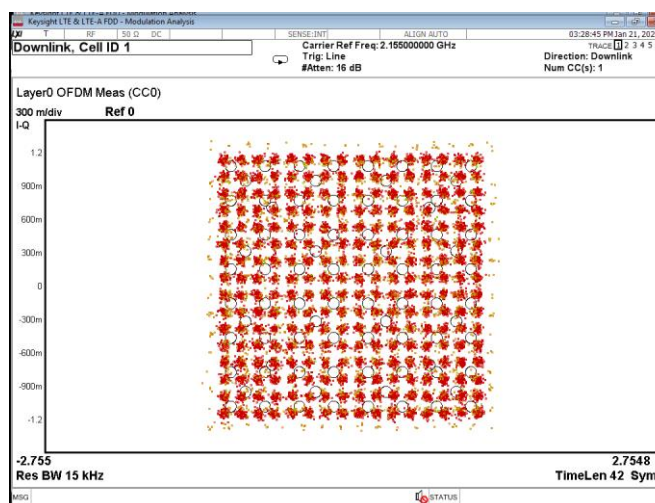 Keysight LTE & LTE-A FDD - Modulation Analysis
T RF 50 Ω DC SENSE:INT ALIGN AUTO 03:28:45 PM Jan 21, 202
Downlink, Cell ID 1
Carrier Ref Freq: 2.155000000 GHz
TRACE 1 2 3 4 5
Trig: Line
Direction: Downlink
#Atten: 16 dB
Num CC(s): 1
Layer0 OFDM Meas (CC0)
300 m/div Ref 0
I-Q
1.2
900m
600m
300m
0
-300m
-600m
-900m
-1.2
-2.755 2.7548
Res BW 15 kHz TimeLen 42 Sym
MSG STATUS